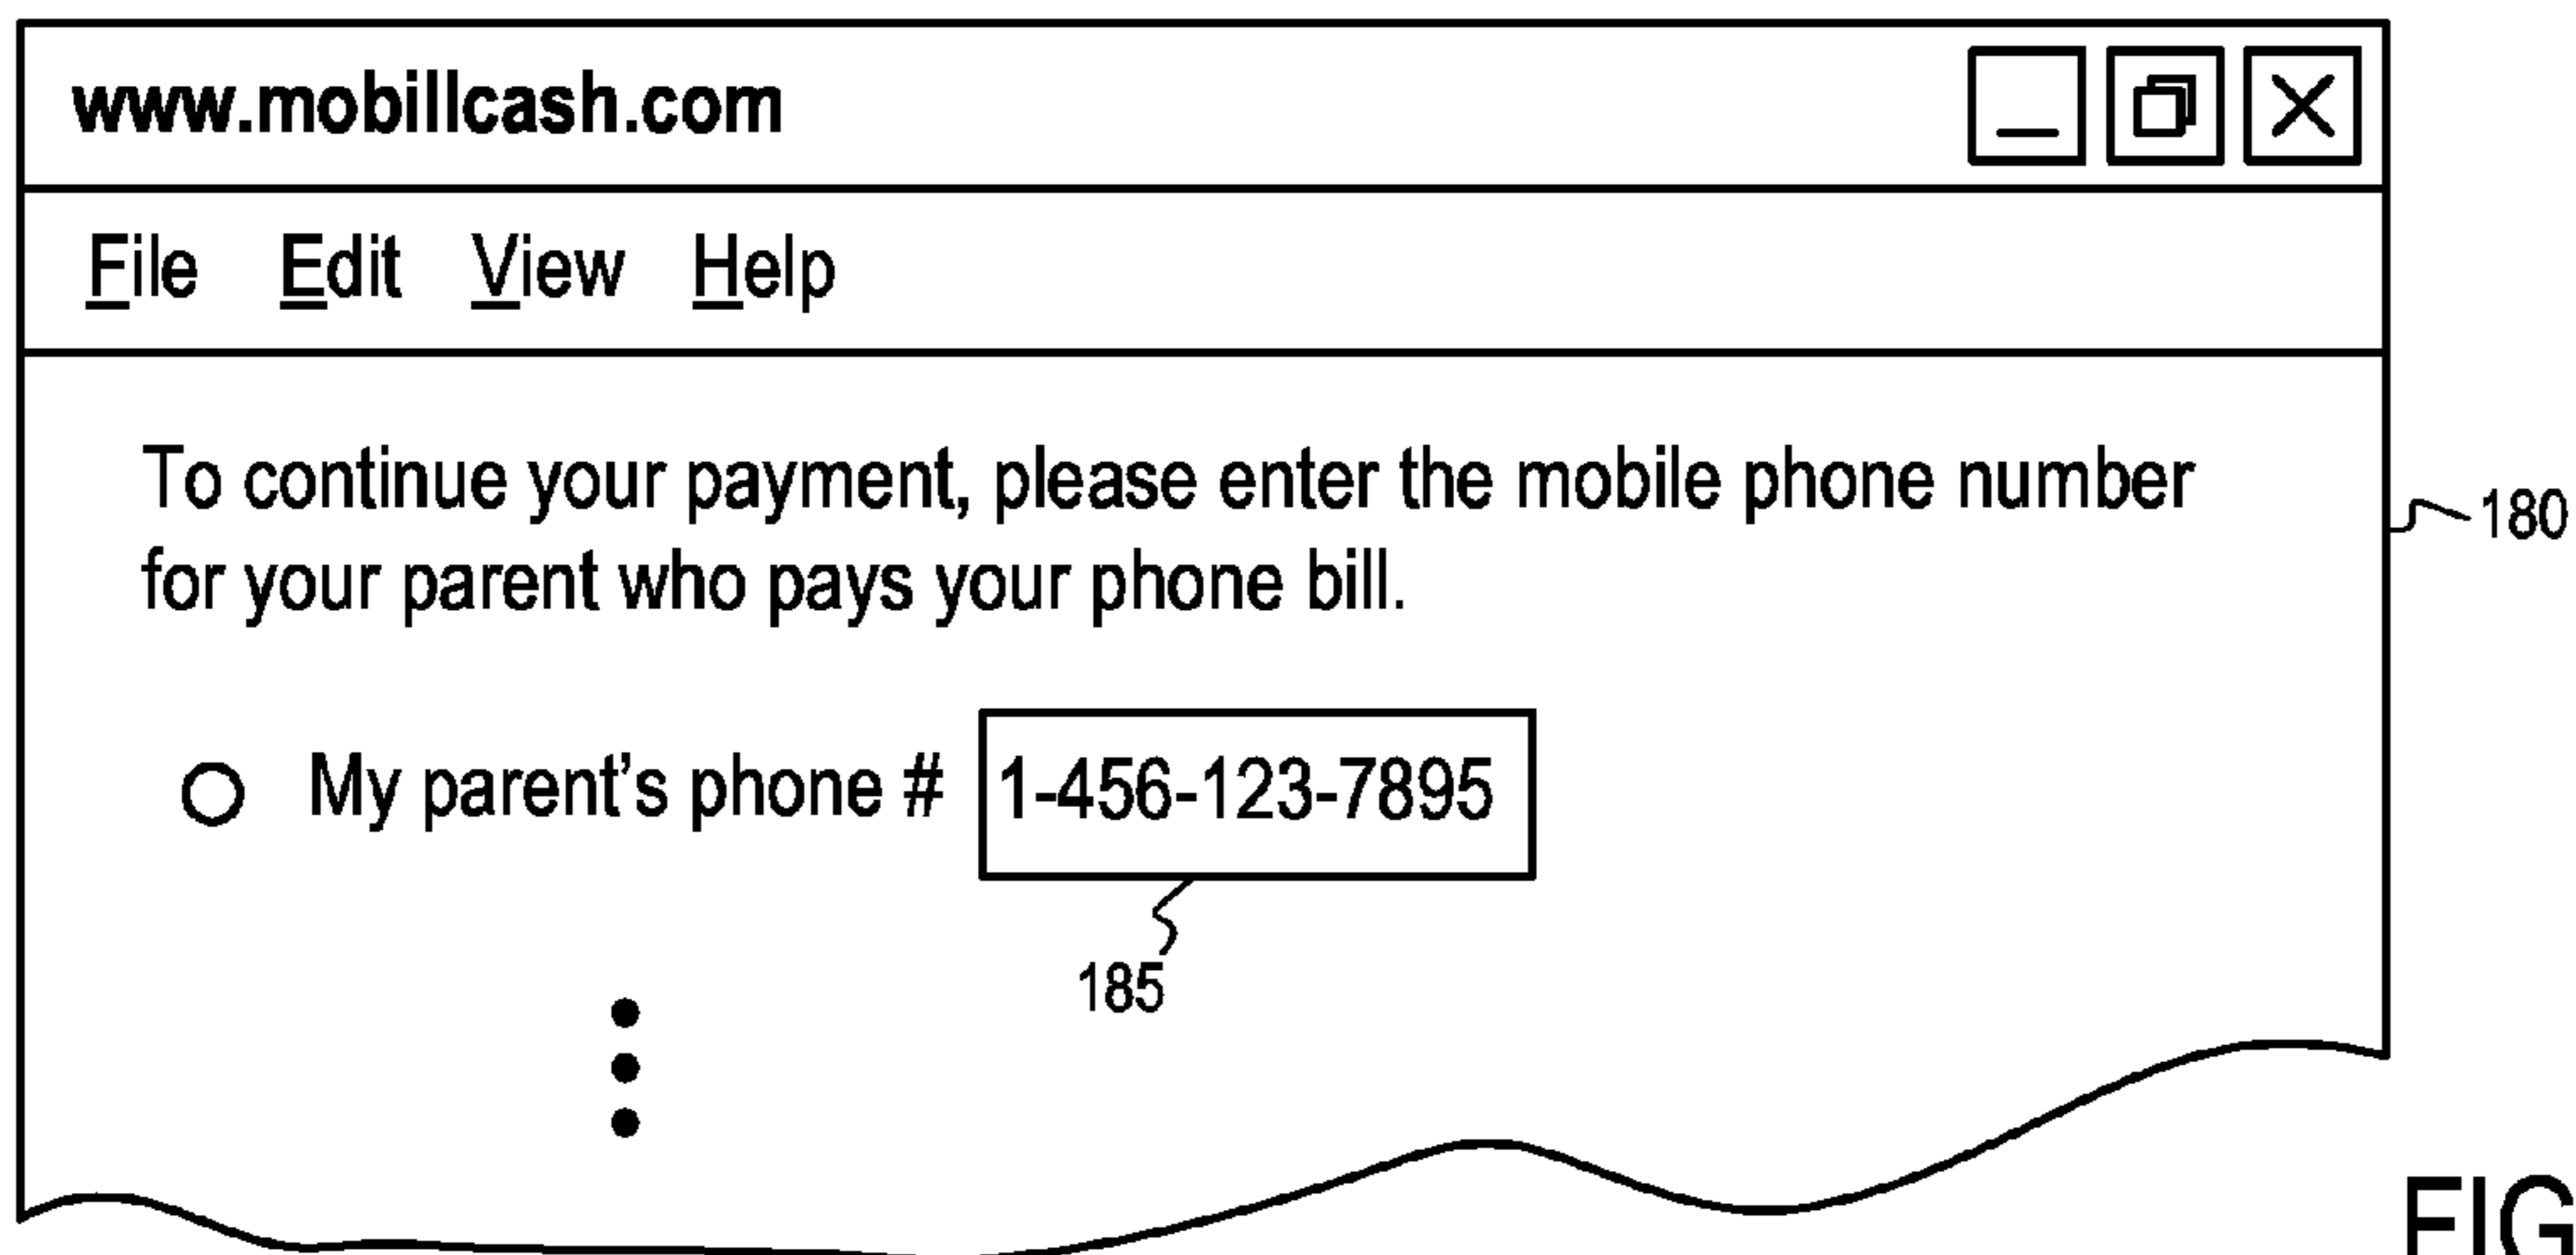 www.mobillcash.com
File Edit View Help
To continue your payment, please enter the mobile phone number
for your parent who pays your phone bill.
180
My parent's phone # 1-456-123-7895
185
FIG